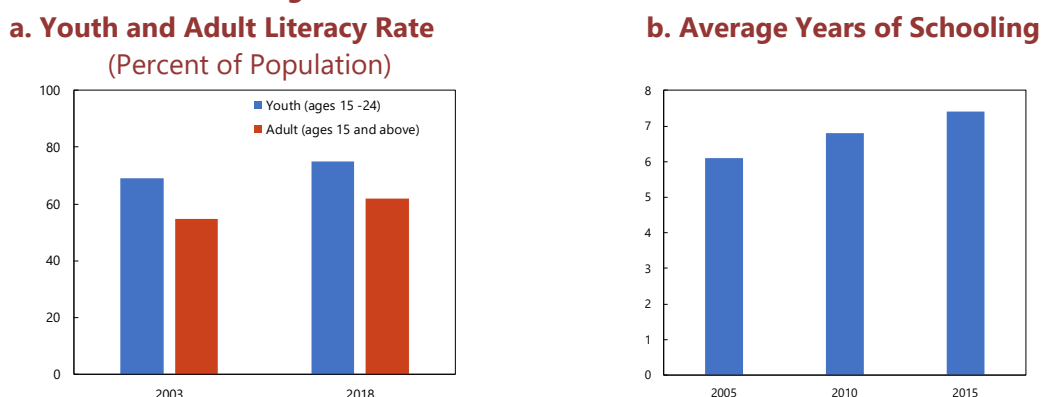 a. Youth and Adult Literacy Rate
(Percent of Population)
100
80
60
40
20
0
Youth (ages 15 -24)
Adult (ages 15 and above)
2003 2018
b. Average Years of Schooling
8
7
6
5
4
3
2
1
0
2005 2010 2015